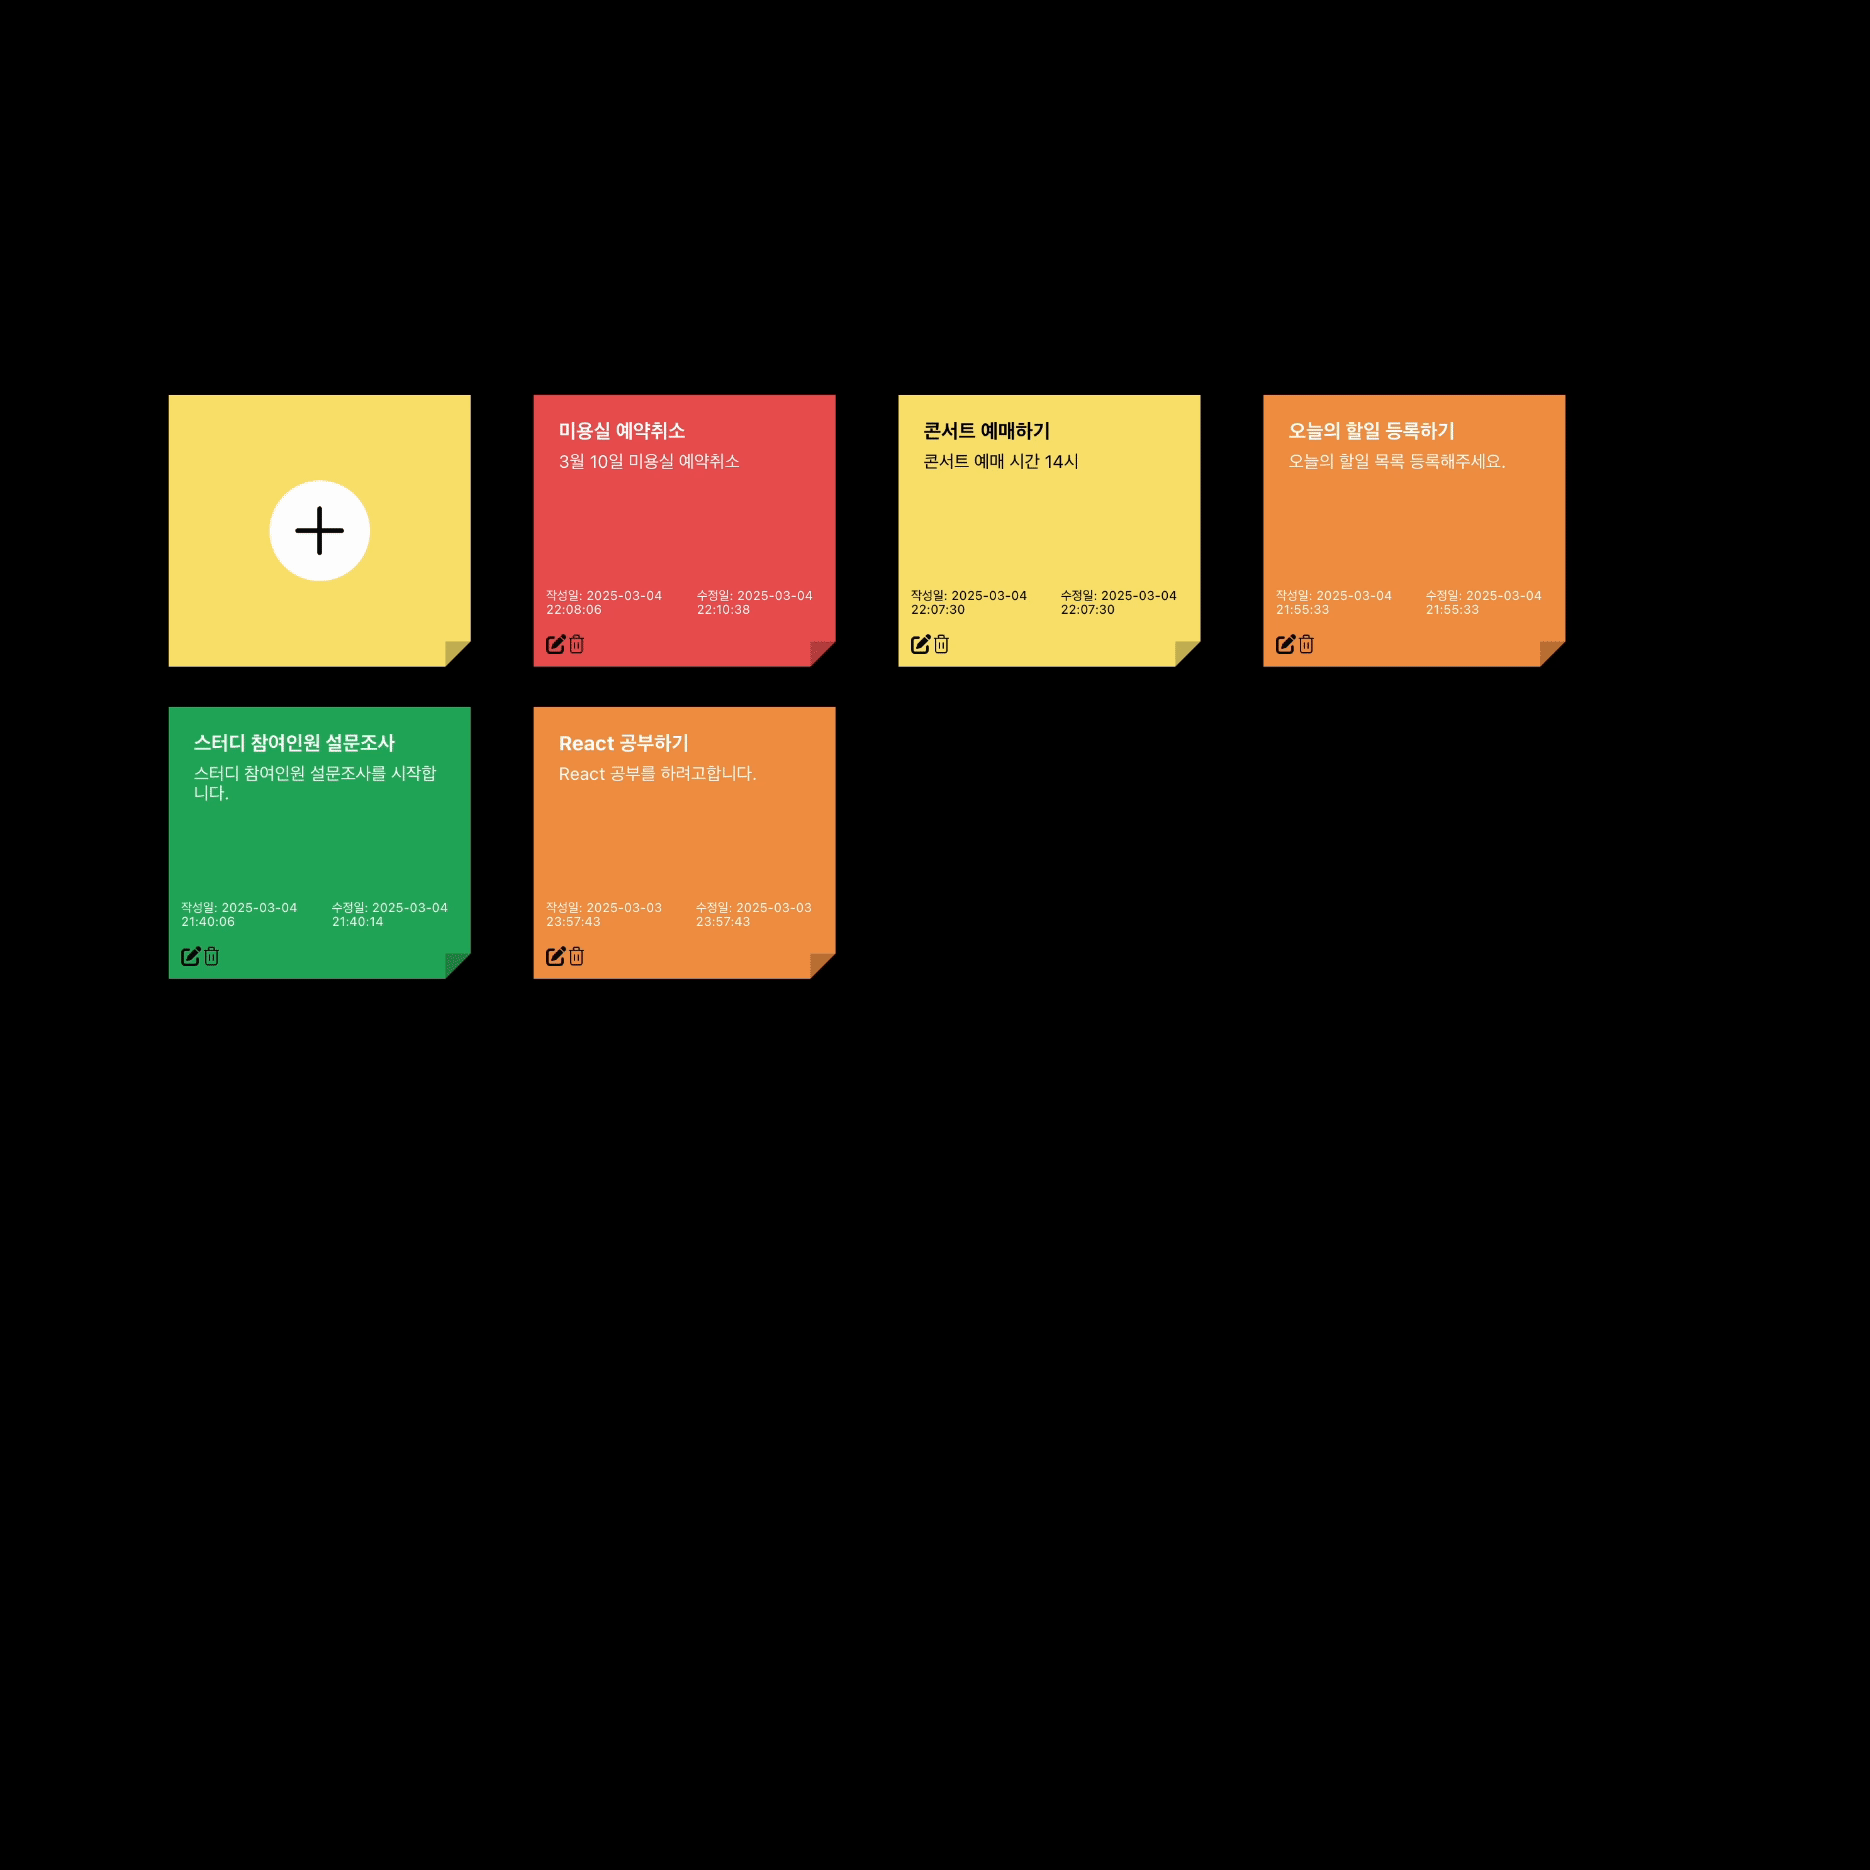 미용실 예약취소
3월 10일 미용실 예약취소
작성일: 2025-03-04
22:08:06
수정일: 2025-03-04
22:10:38
콘서트 예매하기
콘서트 예매 시간 14시
작성일: 2025-03-04
22:07:30
수정일: 2025-03-04
22:07:30
오늘의 할일 등록하기
오늘의 할일 목록 등록해주세요.
작성일: 2025-03-04
21:55:33
수정일: 2025-03-04
21:55:33
스터디 참여인원 설문조사
스터디 참여인원 설문조사를 시작합
니다.
작성일: 2025-03-04
21:40:06
수정일: 2025-03-04
21:40:14
React 공부하기
React 공부를 하려고합니다.
작성일: 2025-03-03
23:57:43
수정일: 2025-03-03
23:57:43